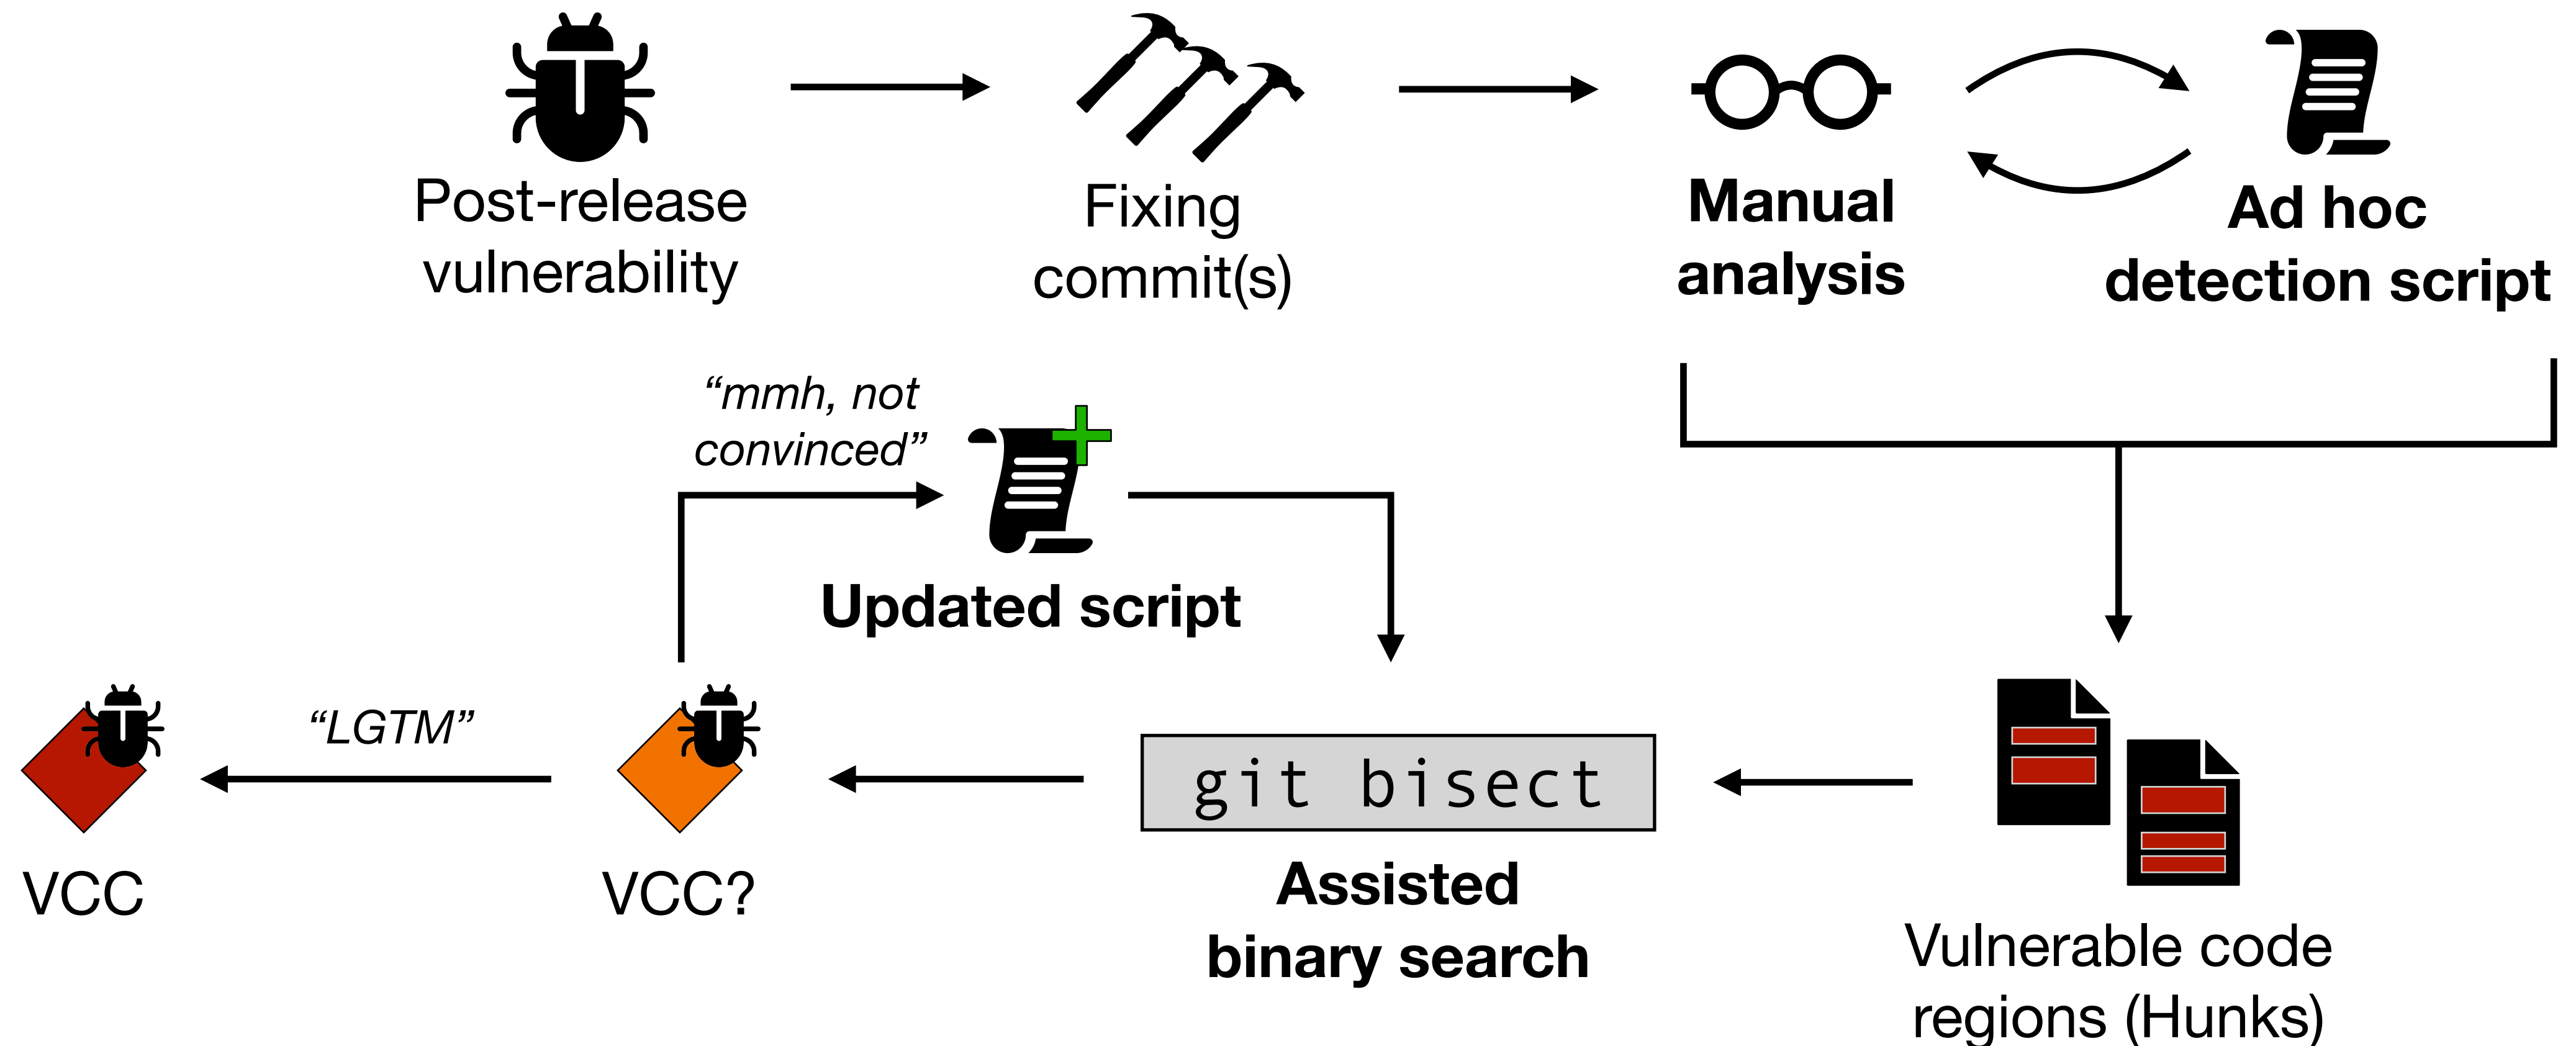 Post-release
vulnerability
Fixing
commit(s)
Manual
analysis
Ad hoc
detection script
“mmh, not
convinced”
Updated script
“LGTM”
VCC
VCC?
git bisect
Assisted
binary search
Vulnerable code
regions (Hunks)